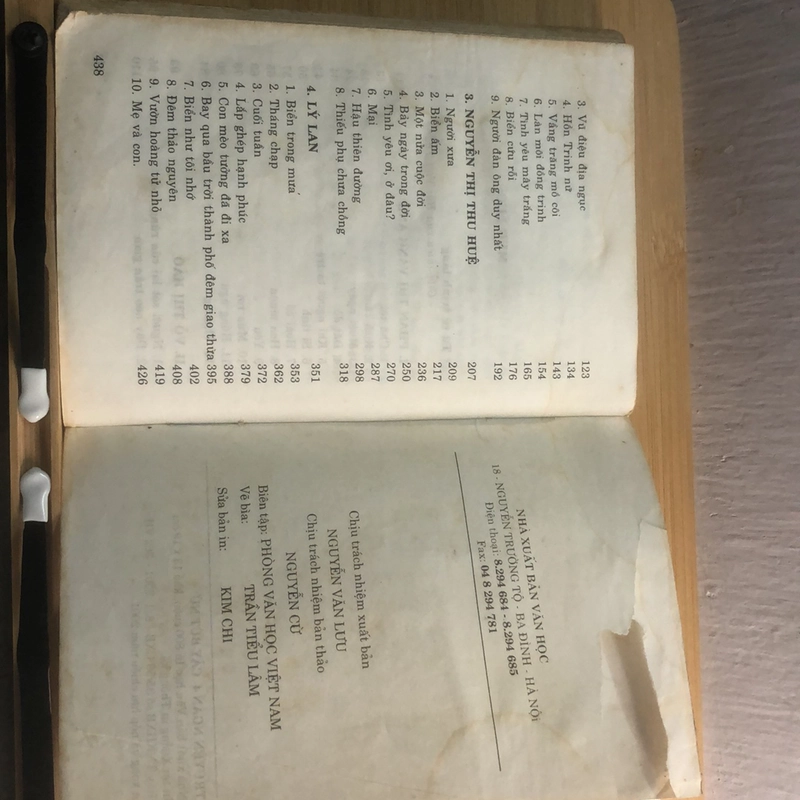 3. Vũ điệu địa ngục 123
4. Hồn Trinh nữ 134
5. Vầng trăng mồ côi 143
6. Làn môi đồng trinh 154
7. Tình yêu mây trắng 165
8. Biển cứu rỗi 176
9. Người đàn ông duy nhất 192
3. NGUYỄN THỊ THU HUỆ 207
1. Người xưa 209
2. Biển ấm 217
3. Một nửa cuộc đời 236
4. Bảy ngày trong đời 250
5. Tình yêu ơi, ở đâu? 270
6. Mại 287
7. Hậu thiên đường 298
8. Thiếu phụ chưa chồng 318
4. LÝ LAN 351
1. Biển trong mưa 353
2. Tháng chạp 362
3. Cuối tuần 372
4. Lắp ghép hạnh phúc 379
5. Con mèo tưởng đã đi xa 388
6. Bay qua bầu trời thành phố đêm giao thừa 395
7. Biển như tôi nhớ 402
8. Đêm thảo nguyên 408
9. Vườn hoàng tử nhỏ 419
10. Mẹ và con. 426
438
NHÀ XUẤT BẢN VĂN HỌC
18 - NGUYỄN TRƯỜNG TỘ - BA ĐÌNH - HÀ NỘI
Điện thoại: 8.294 684 - 8.294 685
Fax: 04 8 294 781
Chịu trách nhiệm xuất bản
NGUYỄN VĂN LƯU
Chịu trách nhiệm bản thảo
NGUYỄN CỪ
Biên tập: PHÒNG VĂN HỌC VIỆT NAM
Vẽ bìa: TRẦN TIỂU LÂM
Sửa bản in: KIM CHI